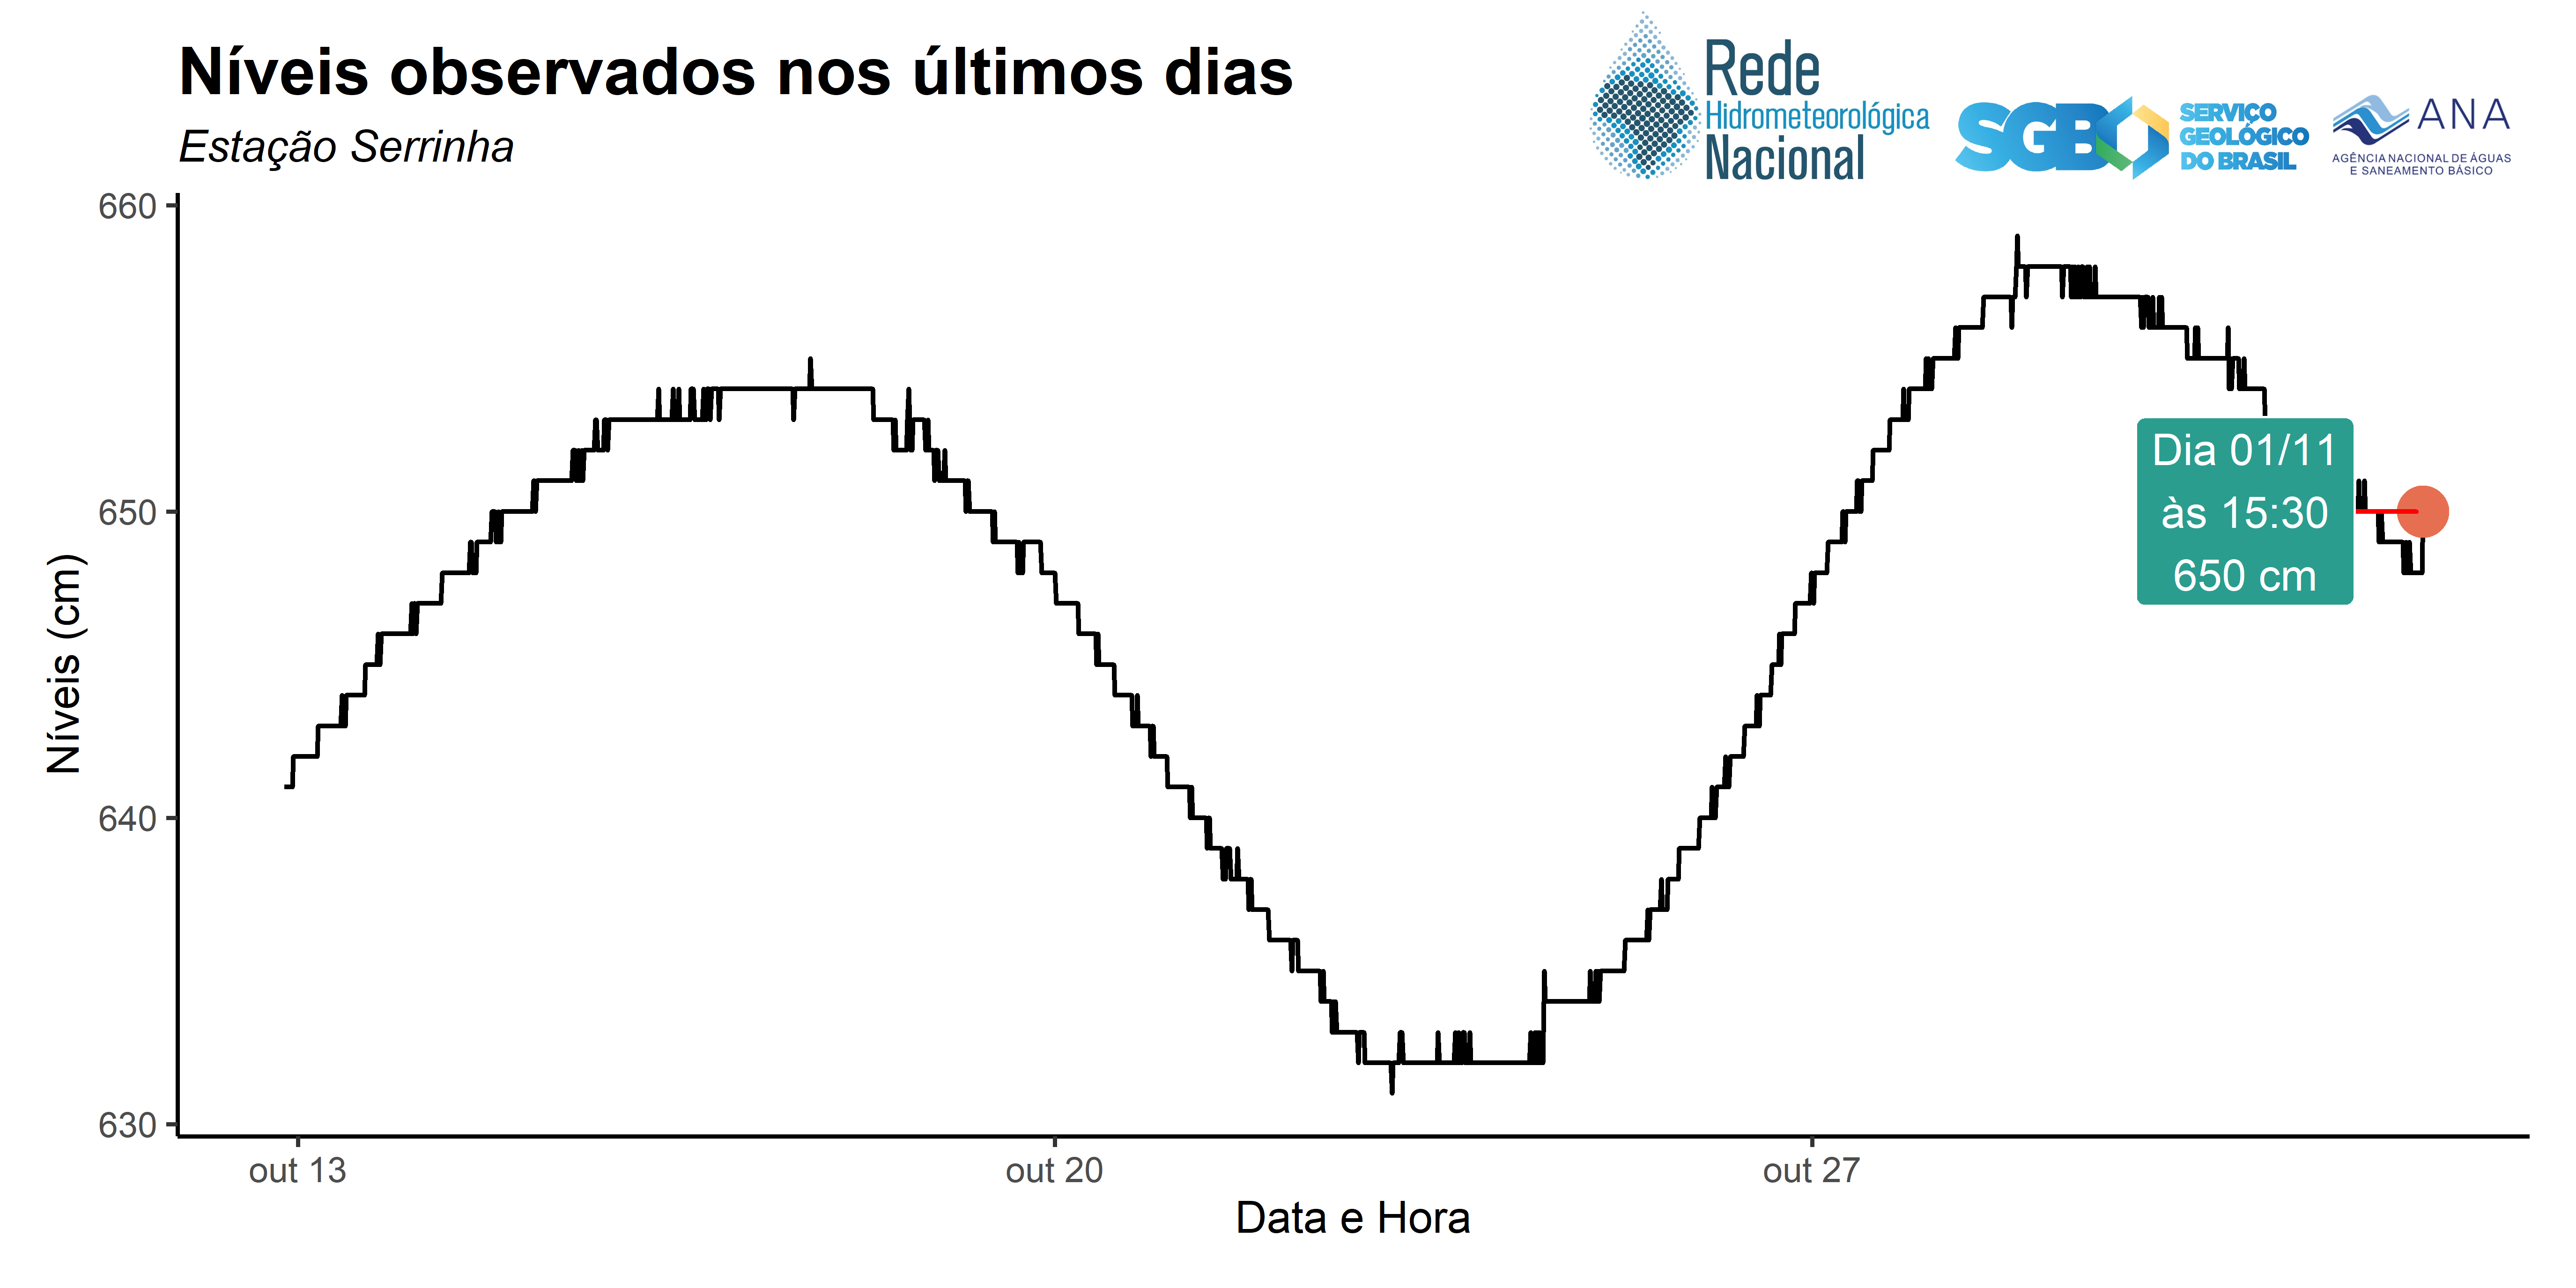 Níveis observados nos últimos dias
Estação Serrinha
Rede
Hidrometeorológica
Nacional
SGB
SERVIÇO
GEOLÓGICO
DO BRASIL
ANA
AGÊNCIA NACIONAL DE ÁGUAS
E SANEAMENTO BÁSICO
660
650
640
630
Níveis (cm)
Dia 01/11
às 15:30
650 cm
out 13
out 20
out 27
Data e Hora